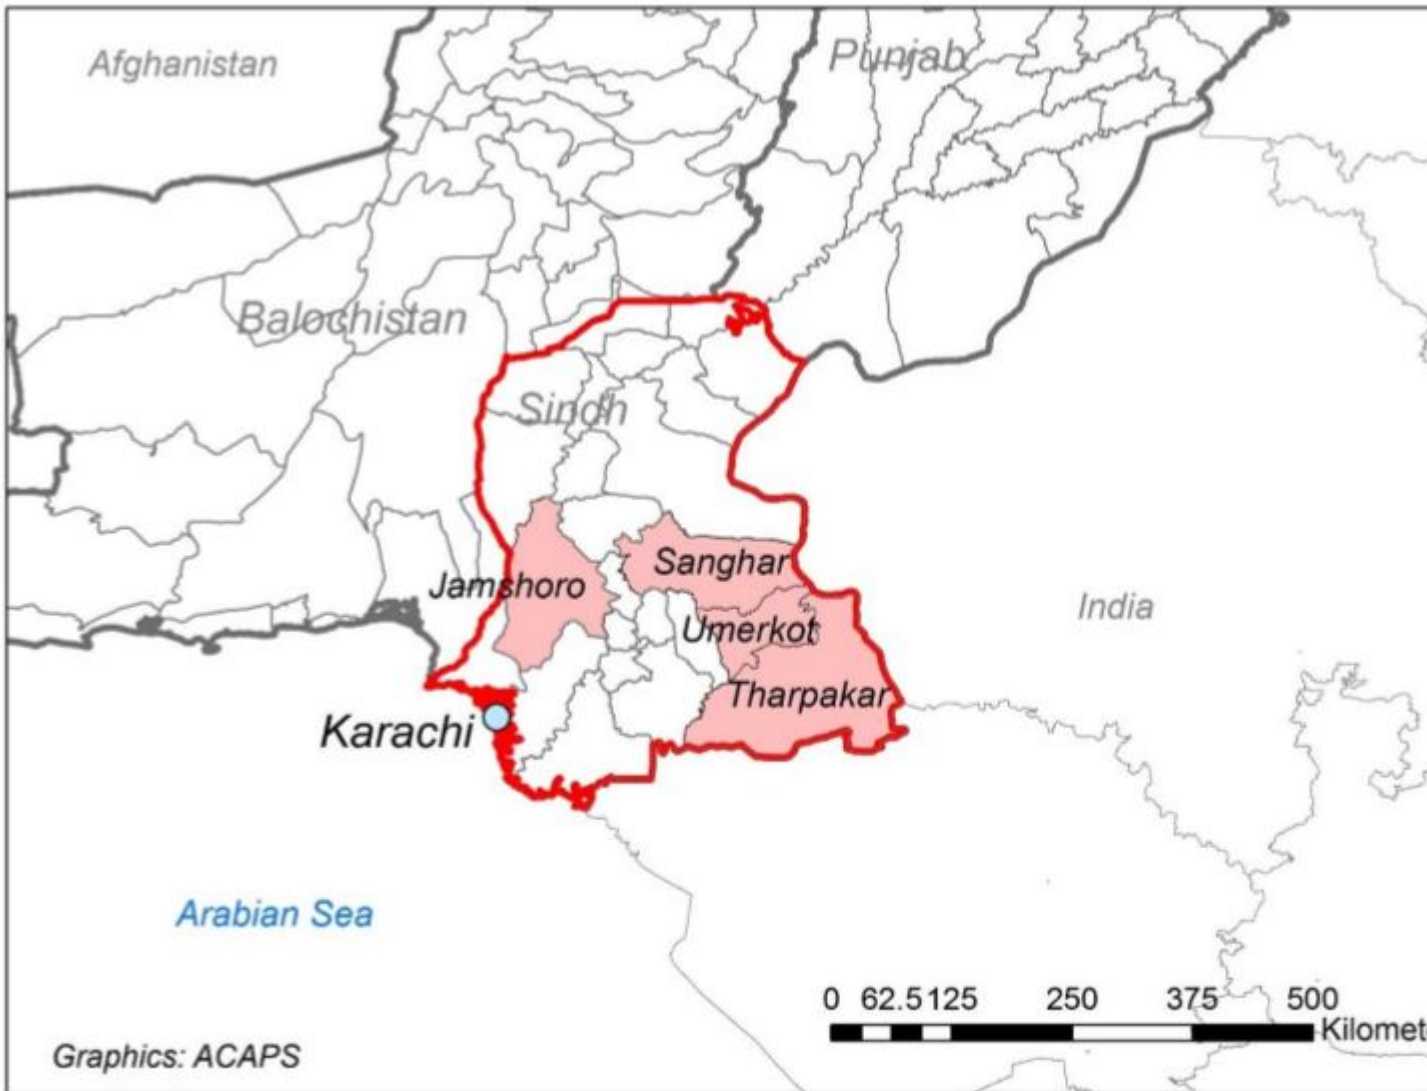 Afghanistan
Punjab
Balochistan
Sindh
Sanghar
Jamshoro
India
Umerkot
Tharpakar
Karachi
Arabian Sea
0 62.5 125 250 375 500
Kilomet
Graphics: ACAPS